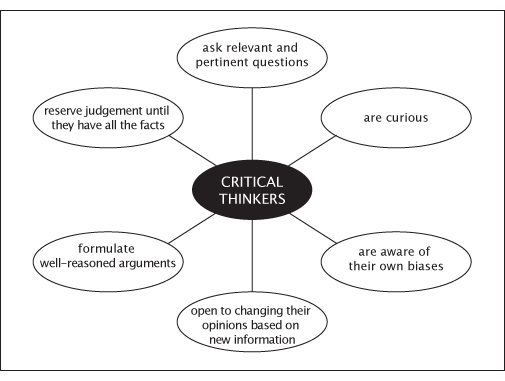 ask relevant and
pertinent questions
reserve judgement until
they have all the facts
are curious
CRITICAL
THINKERS
formulate
well-reasoned arguments
are aware of
their own biases
open to changing their
opinions based on
new information